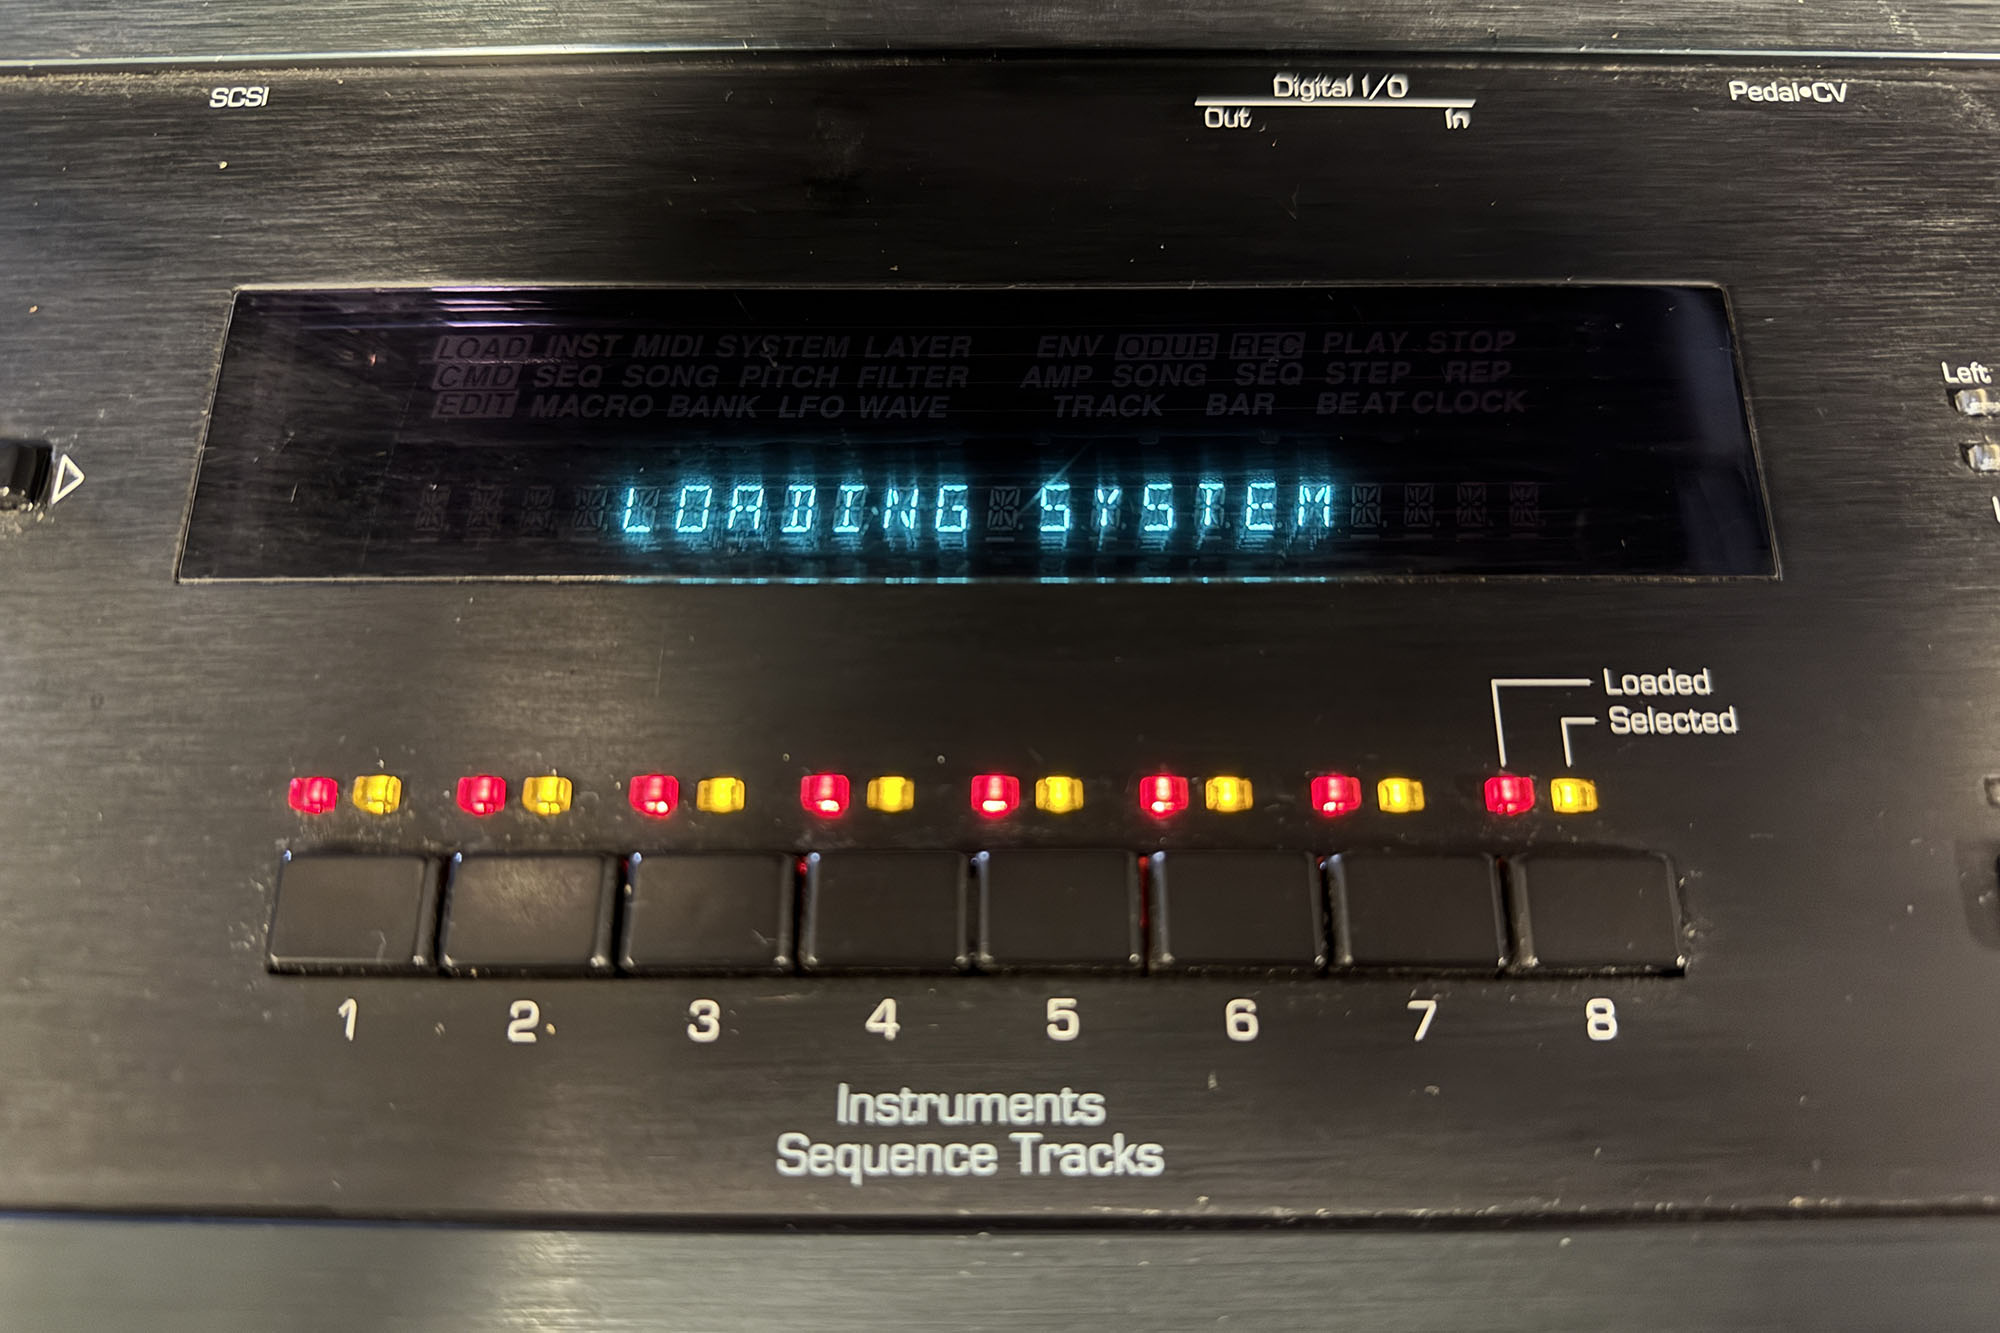 SCSI
Digital I/O
Out In
Pedal•CV
LOAD INST MIDI SYSTEM LAYER ENV ODUB REC PLAY STOP
CMD SEQ SONG PITCH FILTER AMP SONG SEQ STEP REP
EDIT MACRO BANK LFO WAVE TRACK BAR BEAT CLOCK
Left
LOADING SYSTEM
Loaded
Selected
1 2 3 4 5 6 7 8
Instruments
Sequence Tracks